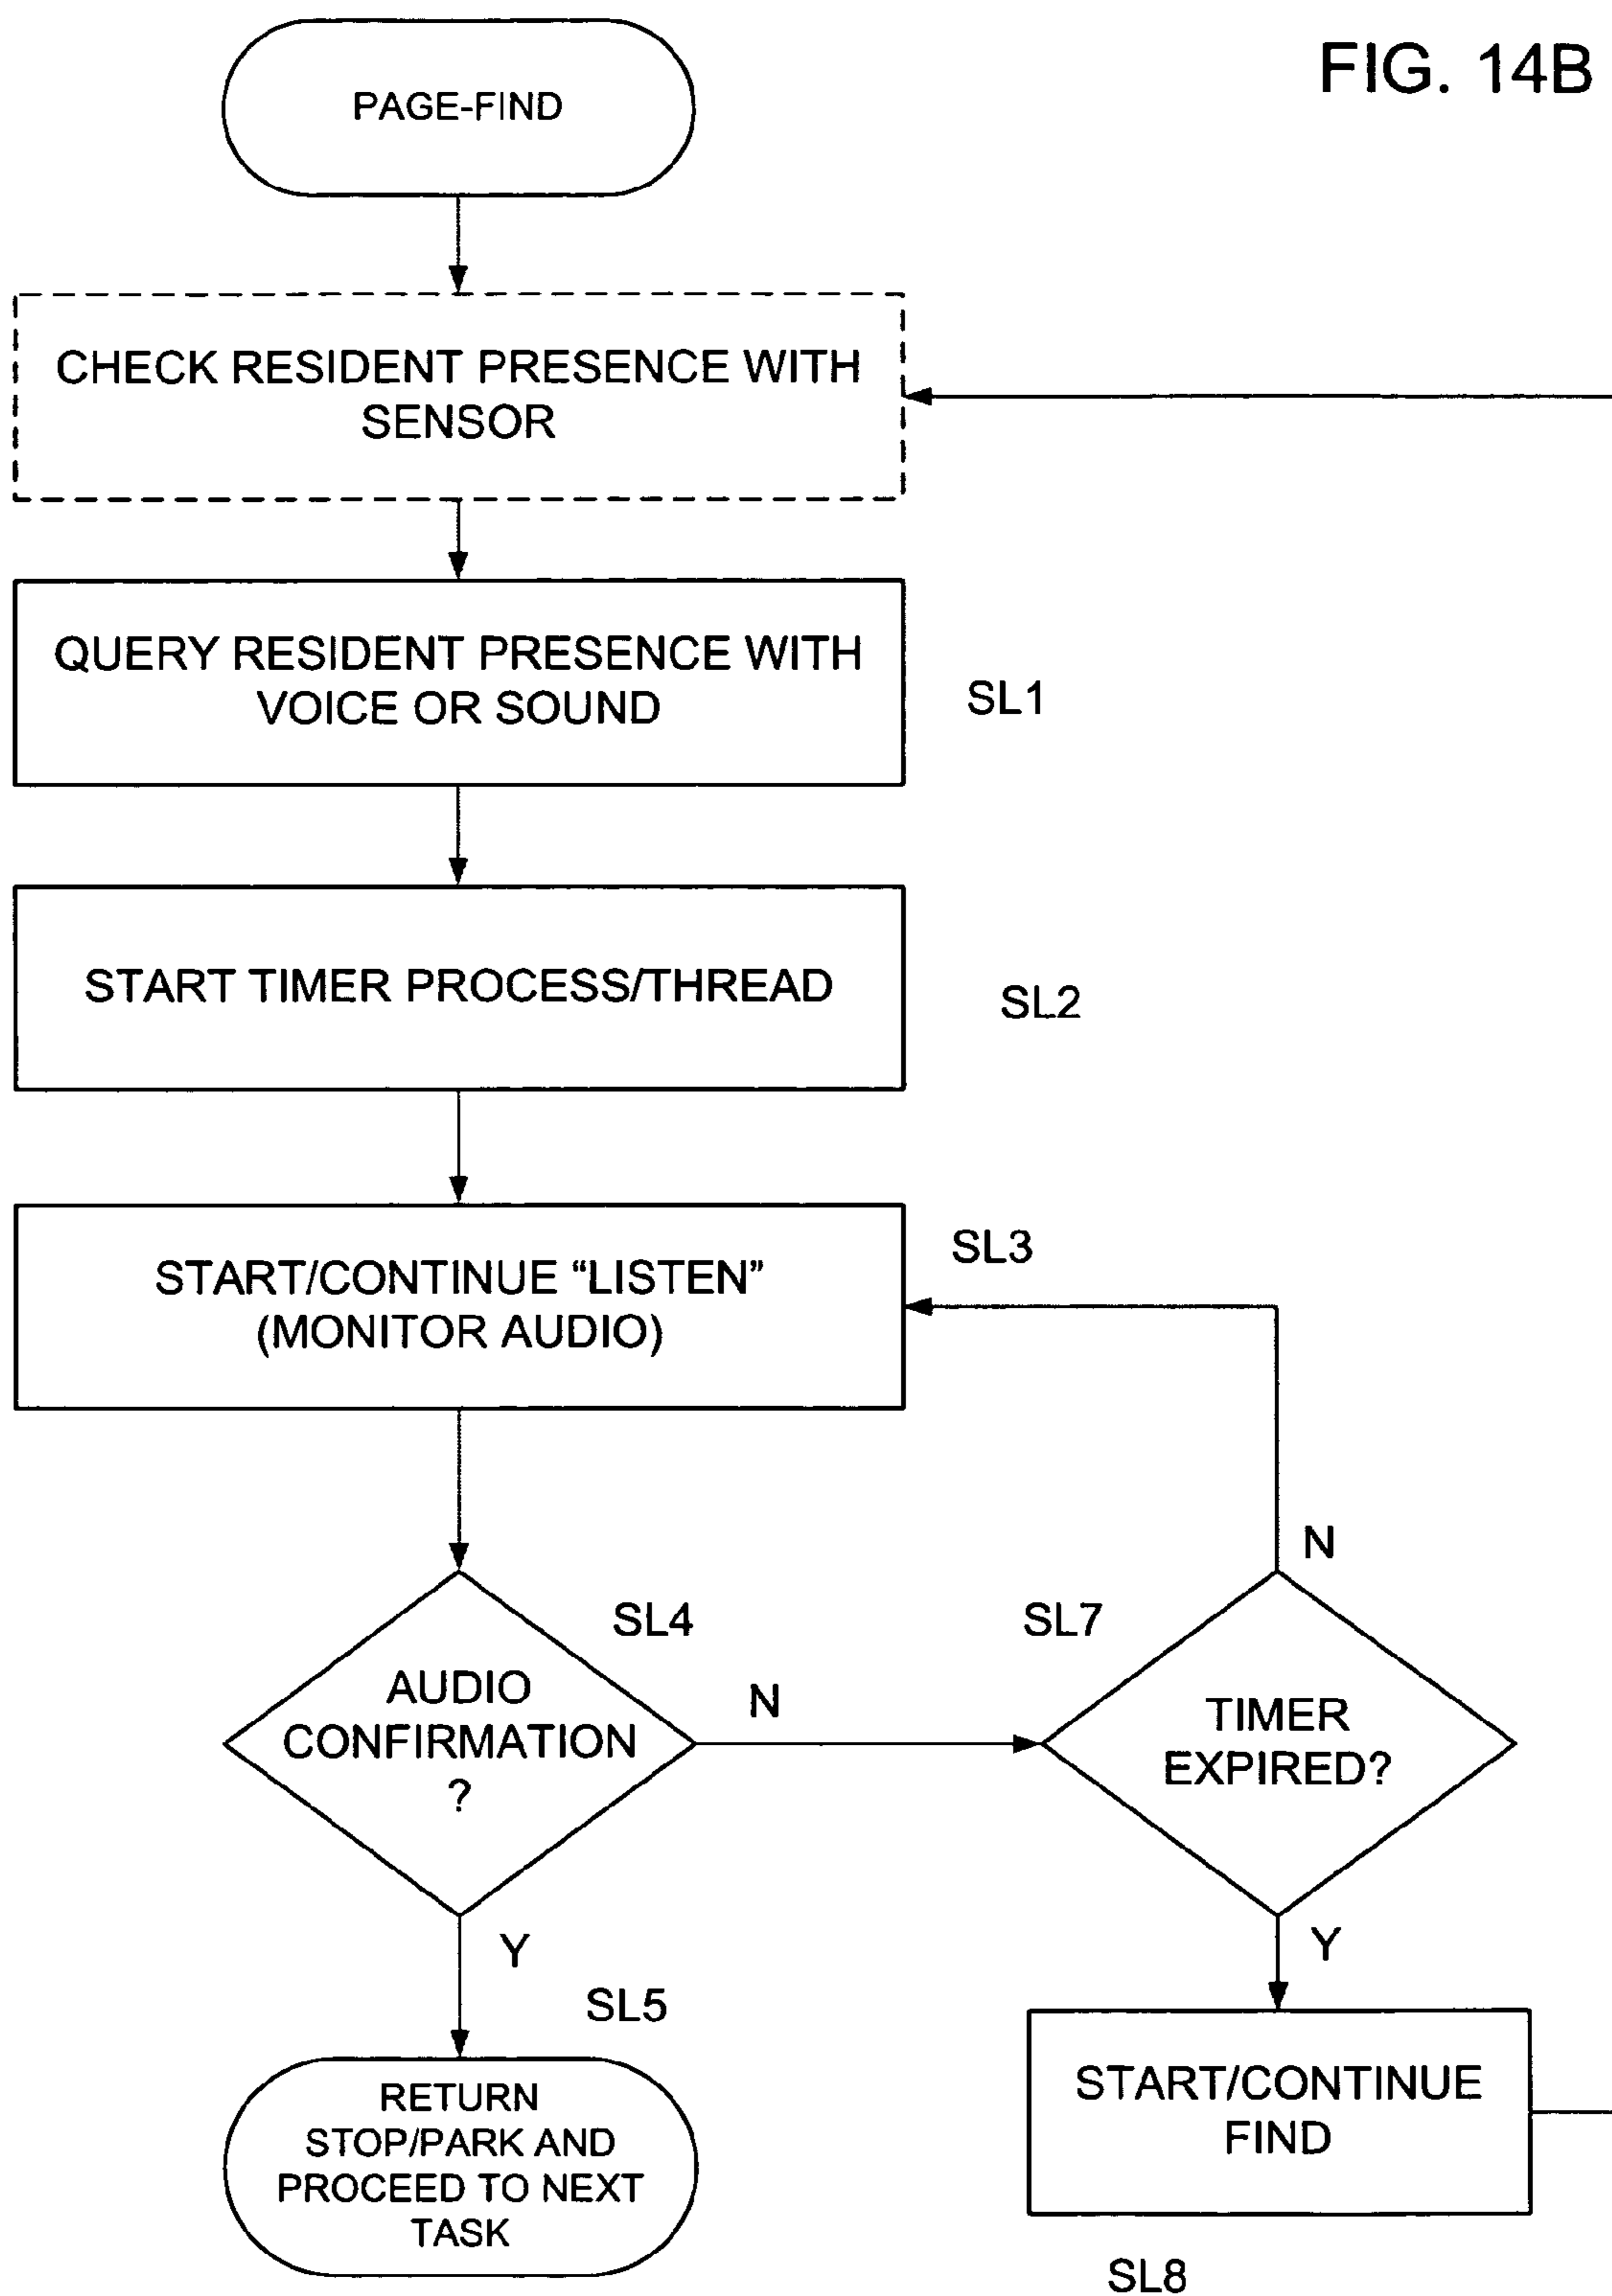 FIG. 14B
PAGE-FIND
CHECK RESIDENT PRESENCE WITH
SENSOR
QUERY RESIDENT PRESENCE WITH
VOICE OR SOUND
SL1
START TIMER PROCESS/THREAD
SL2
START/CONTINUE “LISTEN”
(MONITOR AUDIO)
SL3
SL4
AUDIO
CONFIRMATION
?
N
SL7
N
TIMER
EXPIRED?
Y
SL5
RETURN
STOP/PARK AND
PROCEED TO NEXT
TASK
Y
START/CONTINUE
FIND
SL8